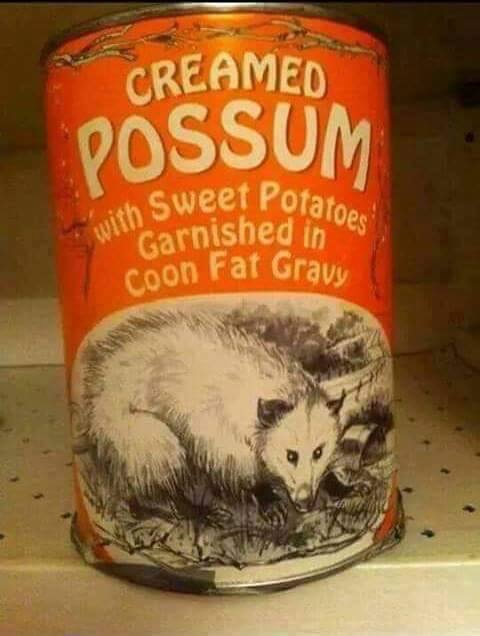 CREAMED
POSSUM
with Sweet Potatoes
Garnished in
Coon Fat Gravy